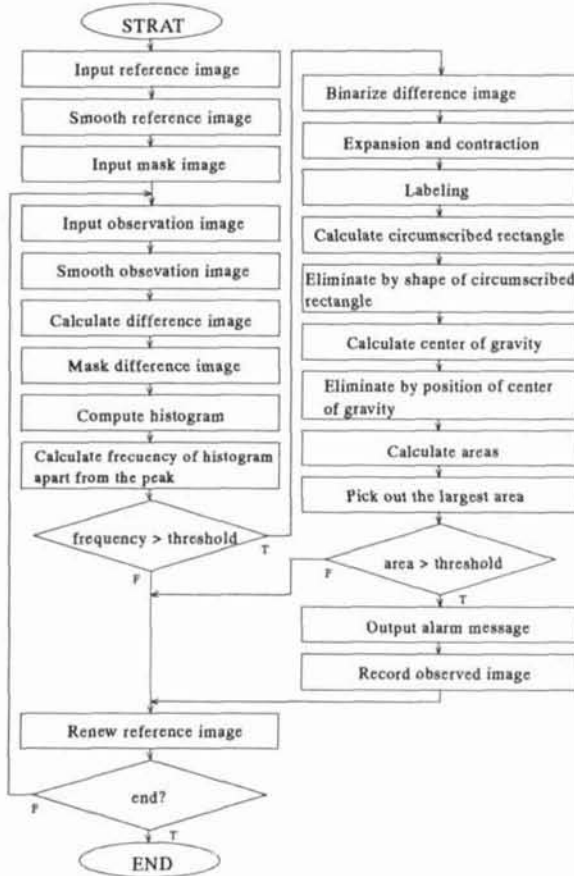 STRAT
Input reference image
Smooth reference image
Input mask image
Input observation image
Smooth obsevation image
Calculate difference image
Mask difference image
Compute histogram
Calculate frecuency of histogram
apart from the peak
frequency > threshold
T
F
Binarize difference image
Expansion and contraction
Labeling
Calculate circumscribed rectangle
Eliminate by shape of circumscribed
rectangle
Calculate center of gravity
Eliminate by position of center
of gravity
Calculate areas
Pick out the largest area
area > threshold
F
T
Output alarm message
Record observed image
Renew reference image
end?
F
T
END